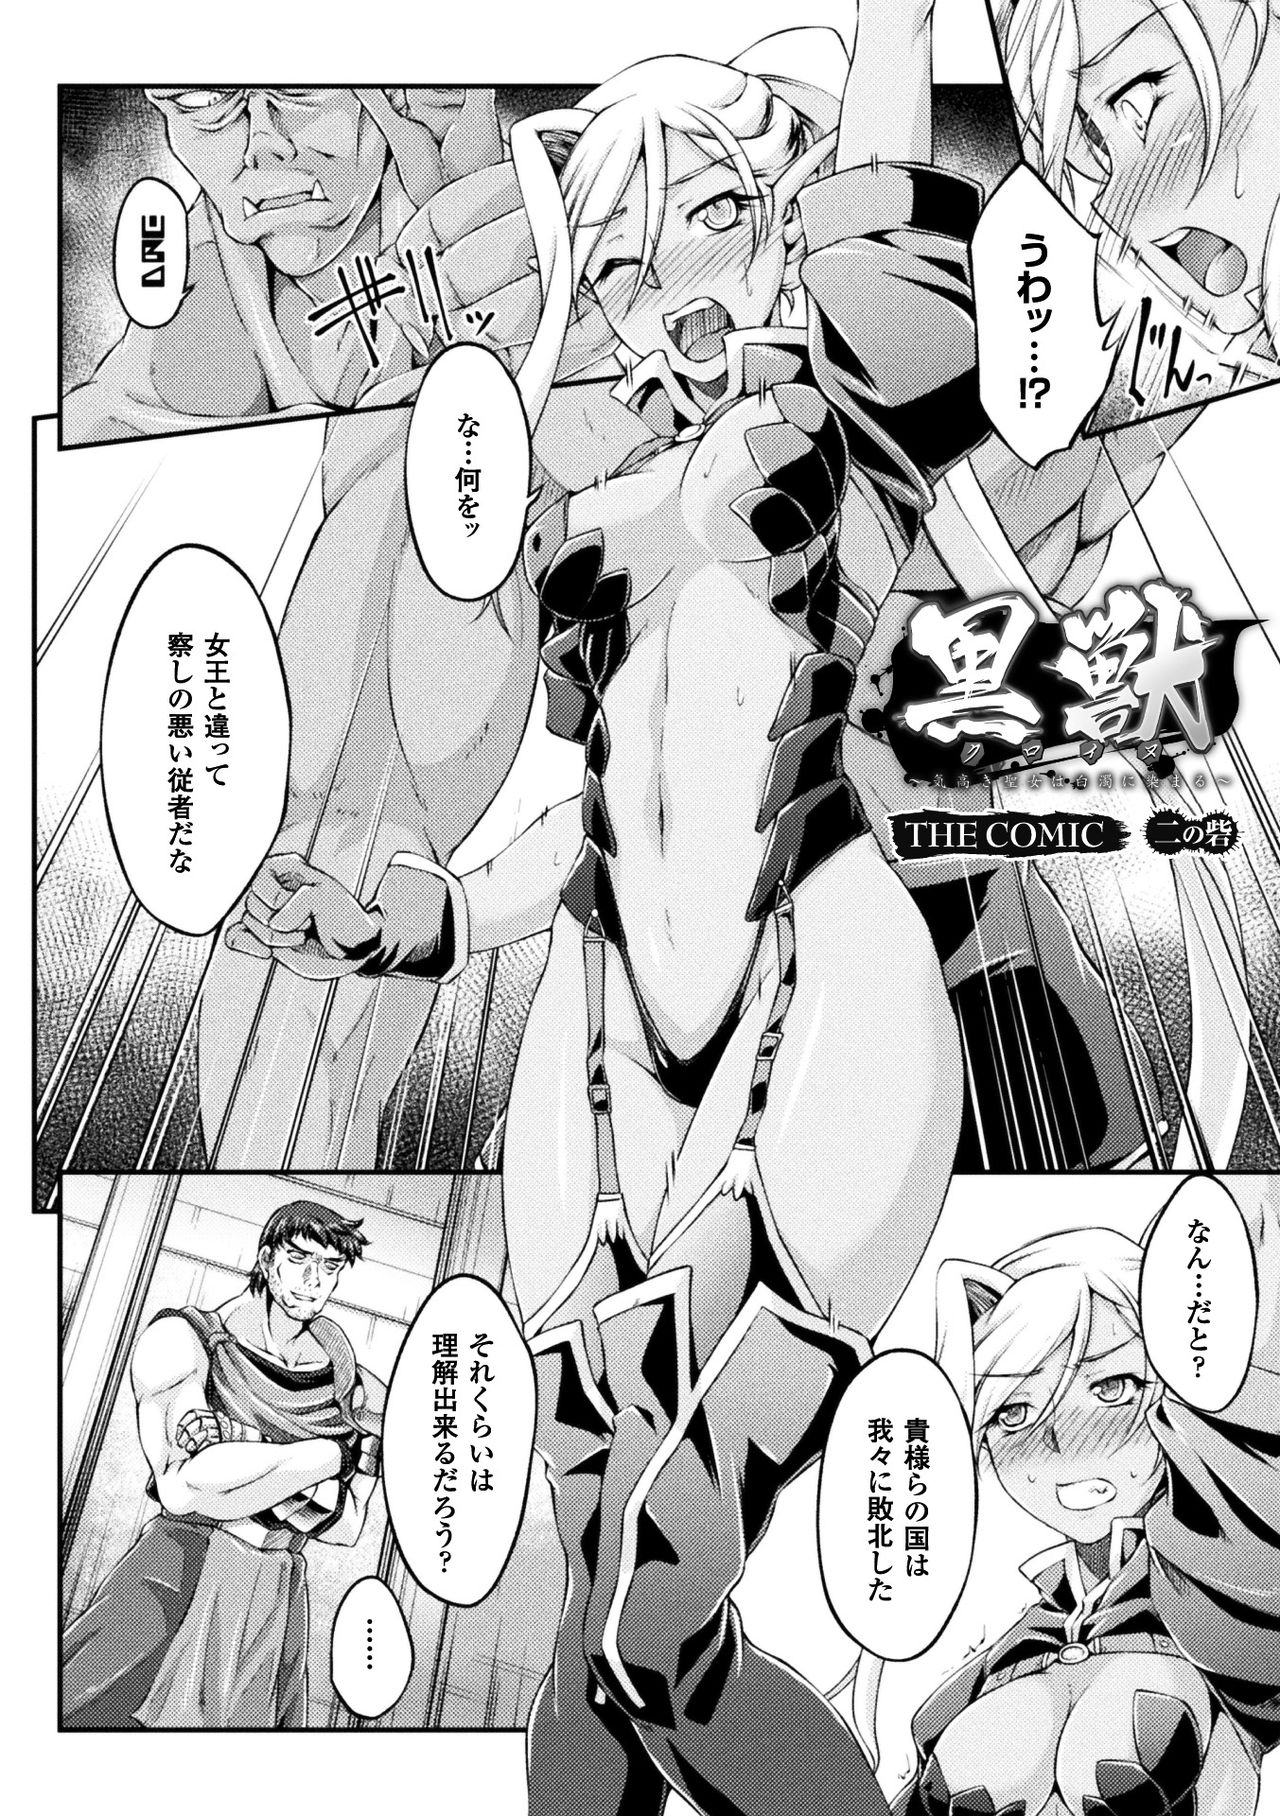 うわッ…!?
ぐんっ
ギリッ
な…何をッ
女王と違って
察しの悪い従者だな
黒獣
クロイヌ
～気高き聖女は白濁に染まる～
THE COMIC
二の砦
なん…だと?
貴様らの国は
我々に敗北した
それくらいは
理解出来るだろう?
……